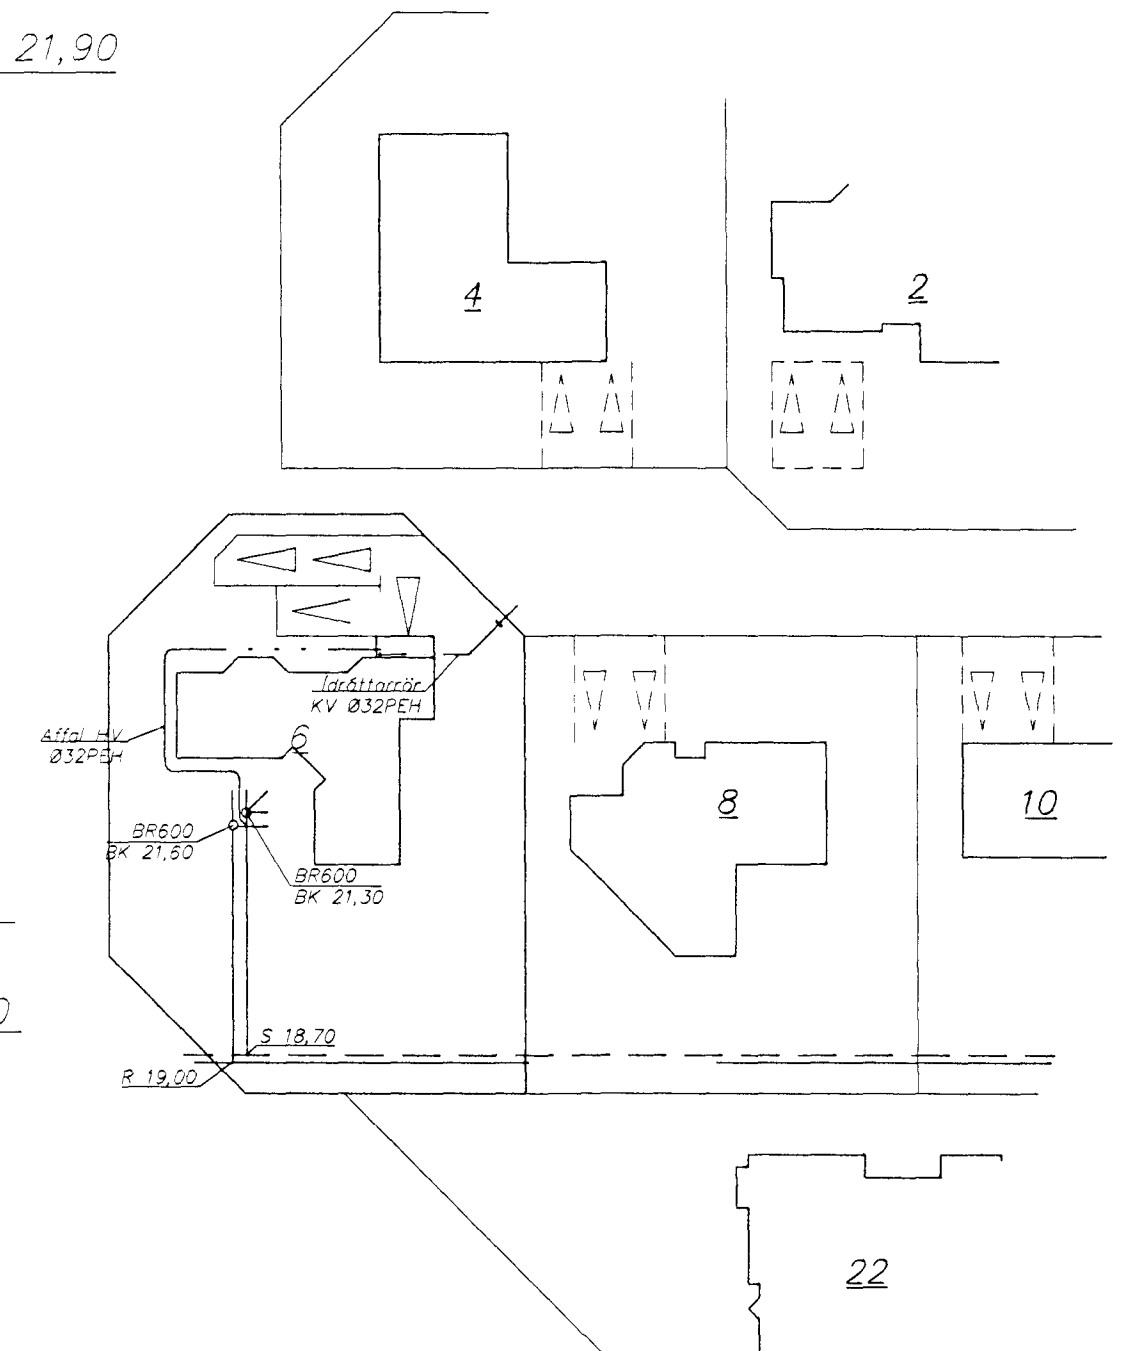 21,90
4
2
Ídráttarrör
KV Ø32PEH
Affal HV
Ø32PEH
6
8
10
BR600
BK 21,60
BR600
BK 21,30
S 18,70
R 19,00
22